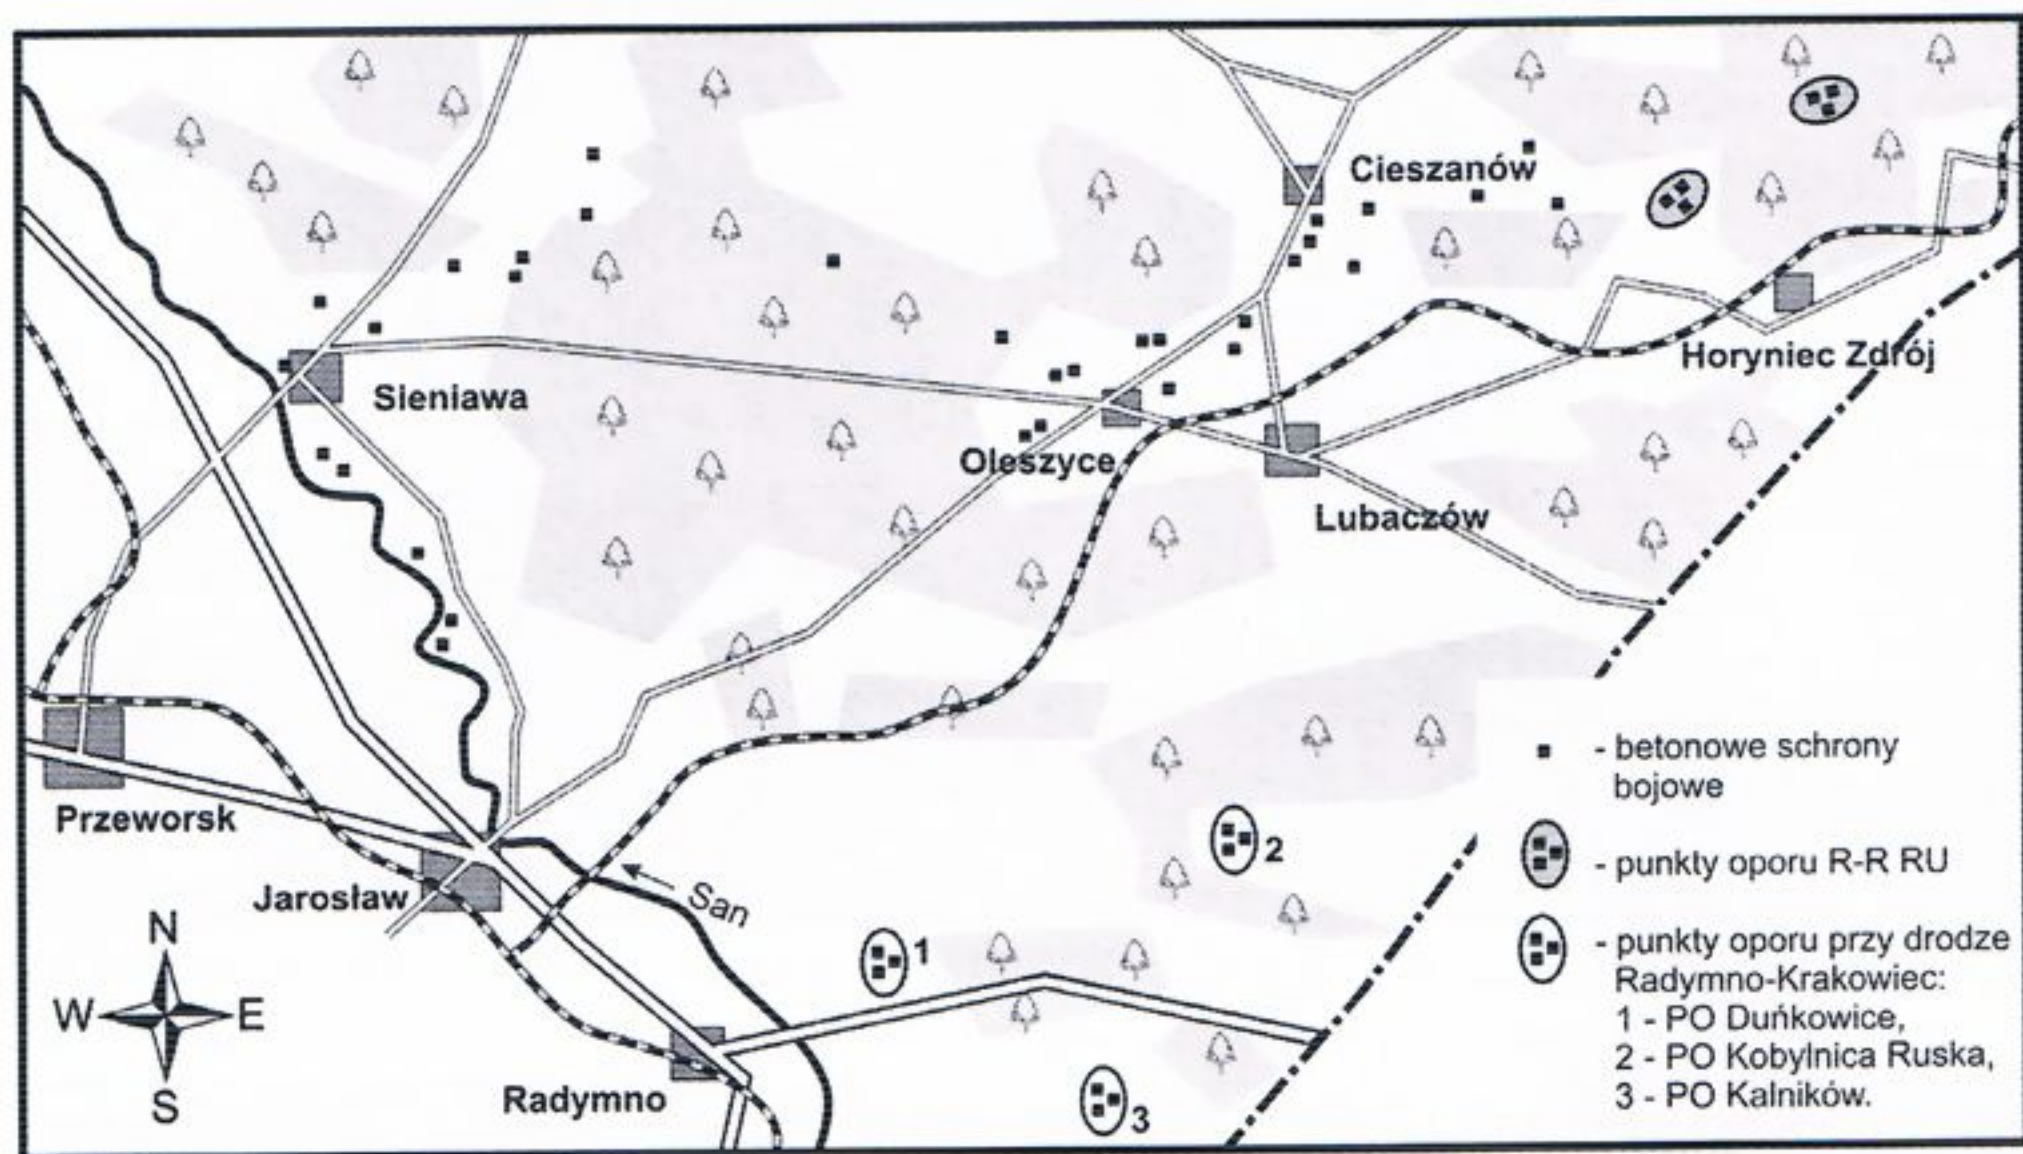 Cieszanów
Horyniec Zdrój
Sieniawa
Oleszyce
Lubaczów
Przeworsk
Jarosław
San
Radymno
1
2
3
N
W E
S
- betonowe schrony
bojowe
- punkty oporu R-R RU
- punkty oporu przy drodze
Radymno-Krakowiec:
1 - PO Duńkowice,
2 - PO Kobylnica Ruska,
3 - PO Kalników.